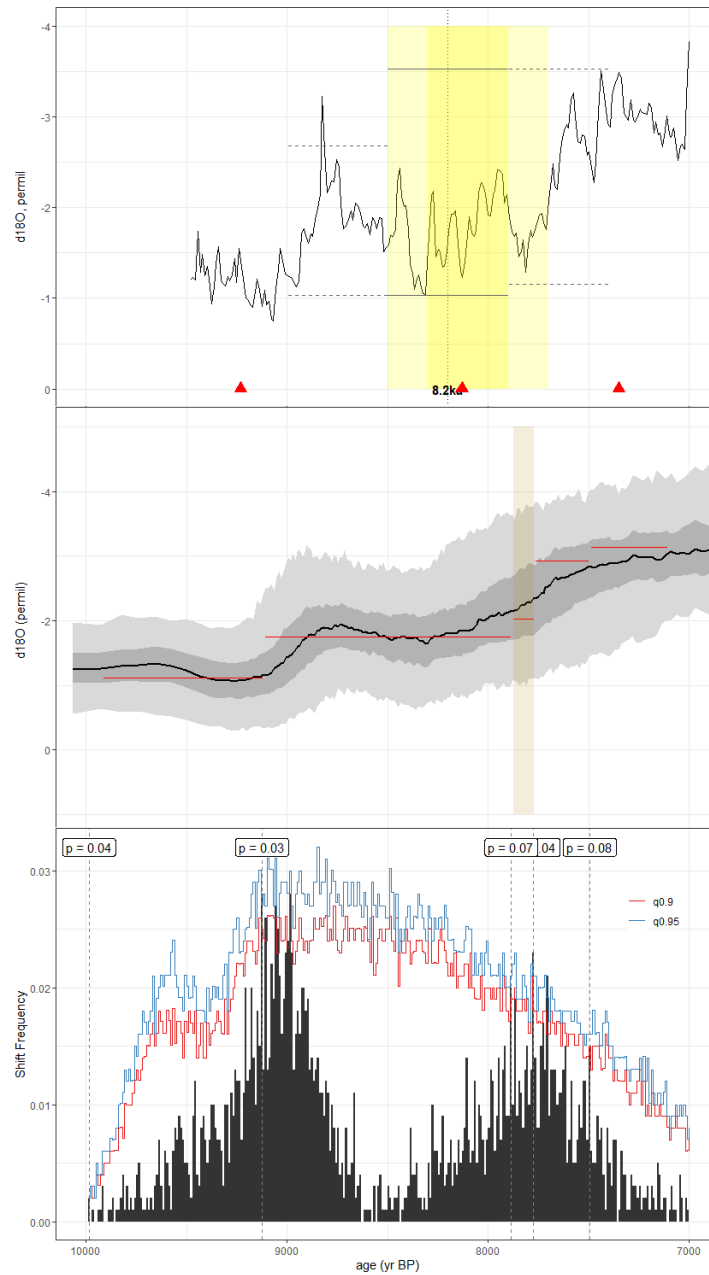 -4
-3
-2
-1
0
d18O, permil
8.2ka
-4
-2
0
d18O (permil)
p = 0.04
p = 0.03
p = 0.07
.04
p = 0.08
0.03
0.02
0.01
0.00
Shift Frequency
q0.9
q0.95
10000
9000
8000
7000
age (yr BP)